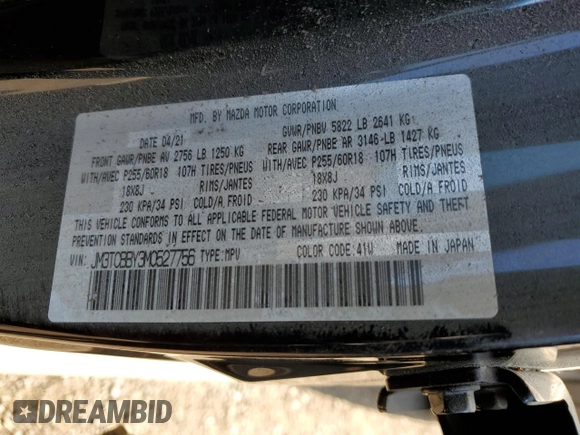 MFD. BY MAZDA MOTOR CORPORATION
DATE 04/21 GVWR/PNBV 5822 LB 2641 KG
FRONT GAWR/PNBE AV 2756 LB 1250 KG REAR GAWR/PNBE AR 3146-LB 1427 KG
WITH/AVEC P255/60R18 107H TIRES/PNEUS WITH/AVEC P255/60R18 107H TIRES/PNEUS
18X8J RIMS/JANTES 18X8J RIMS/JANTES
230 KPA/34 PSI COLD/A FROID 230 KPA/34 PSI COLD/A FROID
THIS VEHICLE CONFORMS TO ALL APPLICABLE FEDERAL MOTOR VEHICLE SAFETY AND THEFT
PREVENTION STANDARDS IN EFFECT ON THE DATE OF MANUFACTURE SHOWN ABOVE.
VIN: JM3TCBBY3M0527756 TYPE:MPV COLOR CODE:41W MADE IN JAPAN
DREAMBID